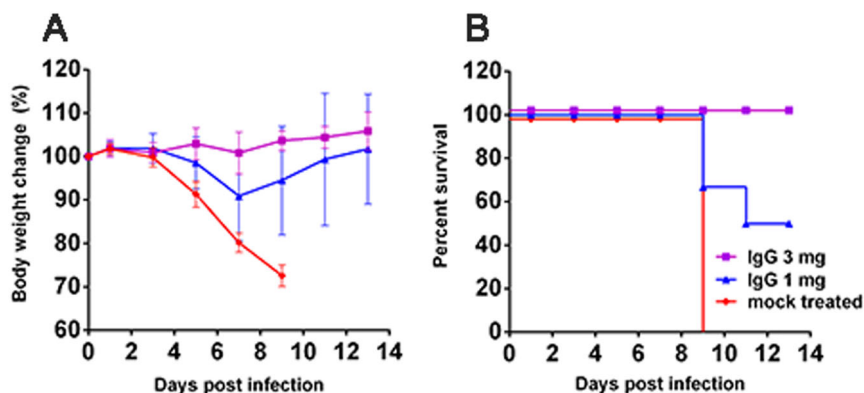 A
Body weight change (%)
120
110
100
90
80
70
60
0 2 4 6 8 10 12 14
Days post infection
B
Percent survival
120
100
80
60
40
20
0
0 2 4 6 8 10 12 14
Days post infection
IgG 3 mg
IgG 1 mg
mock treated